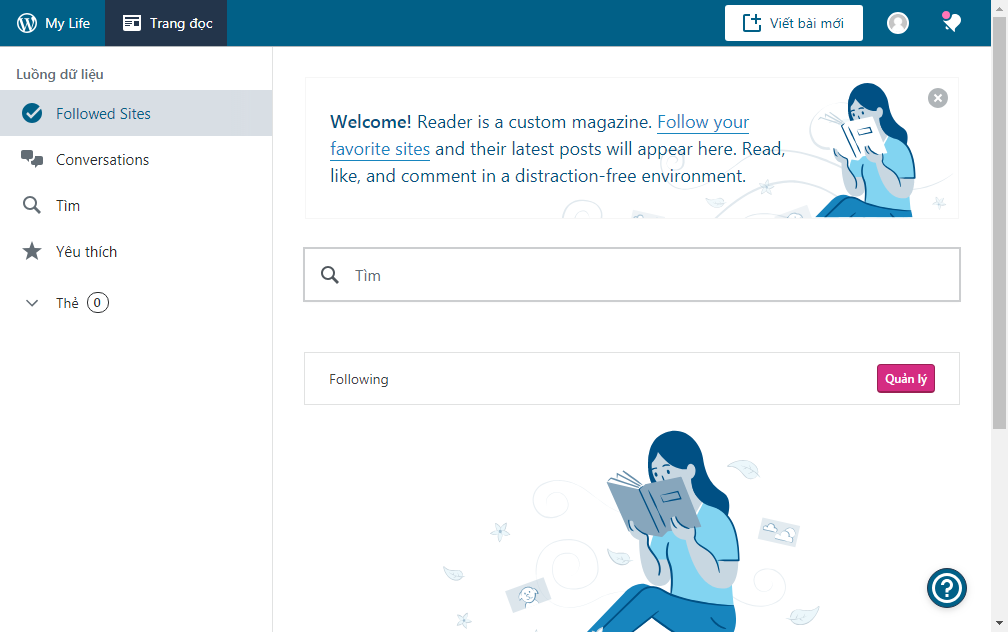 My Life
Trang đọc
Viết bài mới
Luồng dữ liệu
Followed Sites
Conversations
Tìm
Yêu thích
Thẻ 0
Welcome! Reader is a custom magazine. Follow your
favorite sites and their latest posts will appear here. Read,
like, and comment in a distraction-free environment.
Tìm
Following
Quản lý